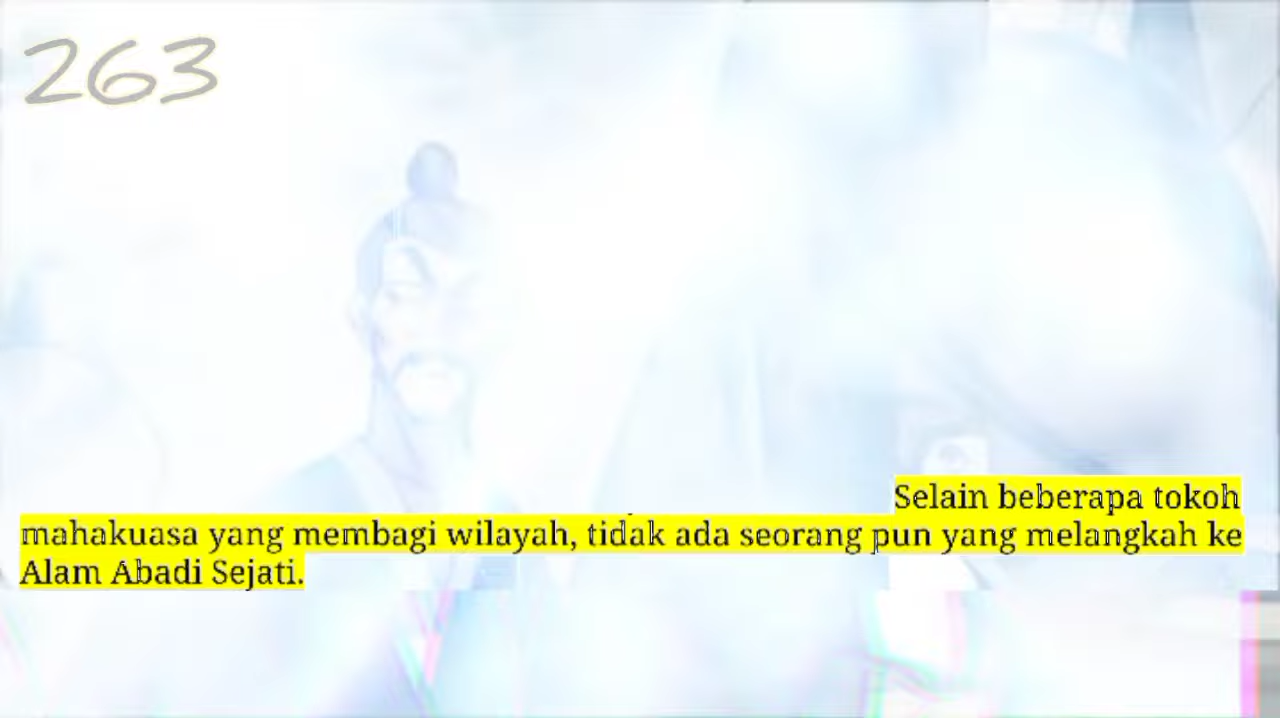 263
Selain beberapa tokoh
mahakuasa yang membagi wilayah, tidak ada seorang pun yang melangkah ke
Alam Abadi Sejati.